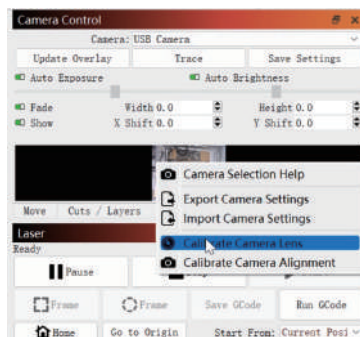 Camera Control
Camera: USB Camera
Update Overlay Trace Save Settings
Auto Exposure Auto Brightness
Fade Width 0.0 Height 0.0
Show X Shift 0.0 Y Shift 0.0
Camera Selection Help
Export Camera Settings
Import Camera Settings
Calibrate Camera Lens
Calibrate Camera Alignment
Move Cuts / Layers
Laser
Ready
Pause
Frame Frame Save GCode Run GCode
Home Go to Origin Start From: Current Posi